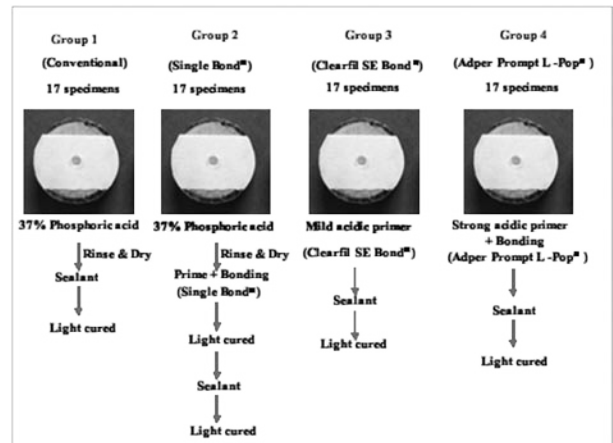 Group 1
(Conventional)
17 specimens
37% Phosphoric acid
Rinse & Dry
Sealant
Light cured
Group 2
(Single Bond■)
17 specimens
37% Phosphoric acid
Rinse & Dry
Prime + Bonding
(Single Bond■)
Light cured
Sealant
Light cured
Group 3
(Clearfil SE Bond■)
17 specimens
Mild acidic primer
(Clearfil SE Bond■)
Sealant
Light cured
Group 4
(Adper Prompt L-Pop■)
17 specimens
Strong acidic primer
+ Bonding
(Adper Prompt L-Pop■)
Sealant
Light cured